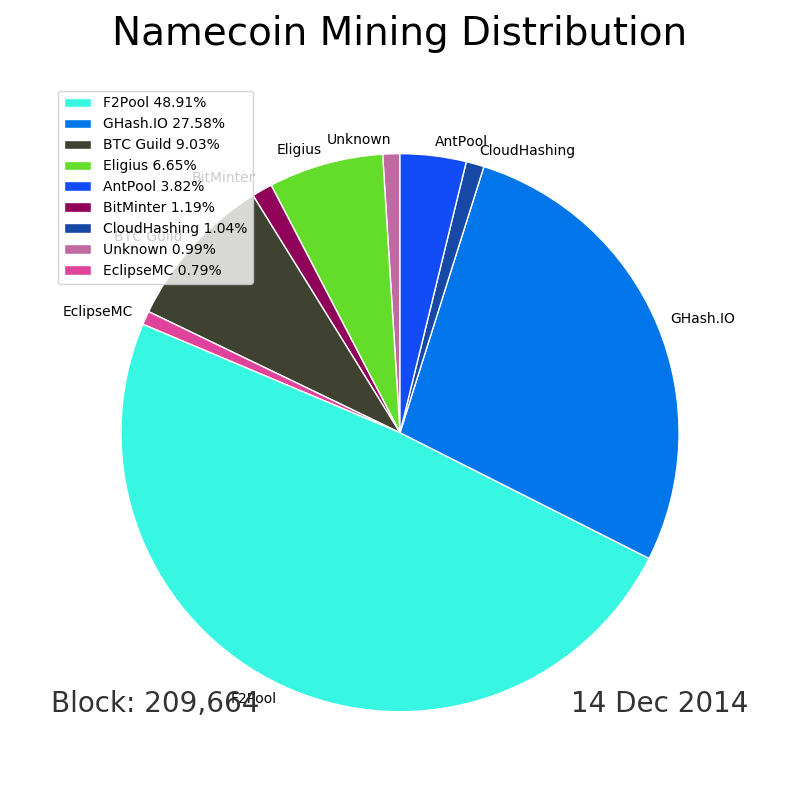 Namecoin Mining Distribution
F2Pool 48.91%
GHash.IO 27.58%
BTC Guild 9.03%
Eligius 6.65%
AntPool 3.82%
BitMinter 1.19%
CloudHashing 1.04%
Unknown 0.99%
EclipseMC 0.79%
Unknown
AntPool
Eligius
CloudHashing
BitMinter
BTC Guild
EclipseMC
GHash.IO
F2Pool
Block: 209,664
14 Dec 2014